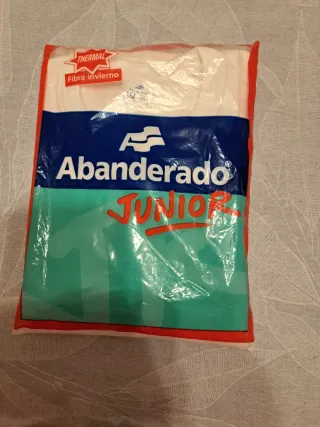 THERMAL
Fibra invierno
Abanderado®
JUNIOR